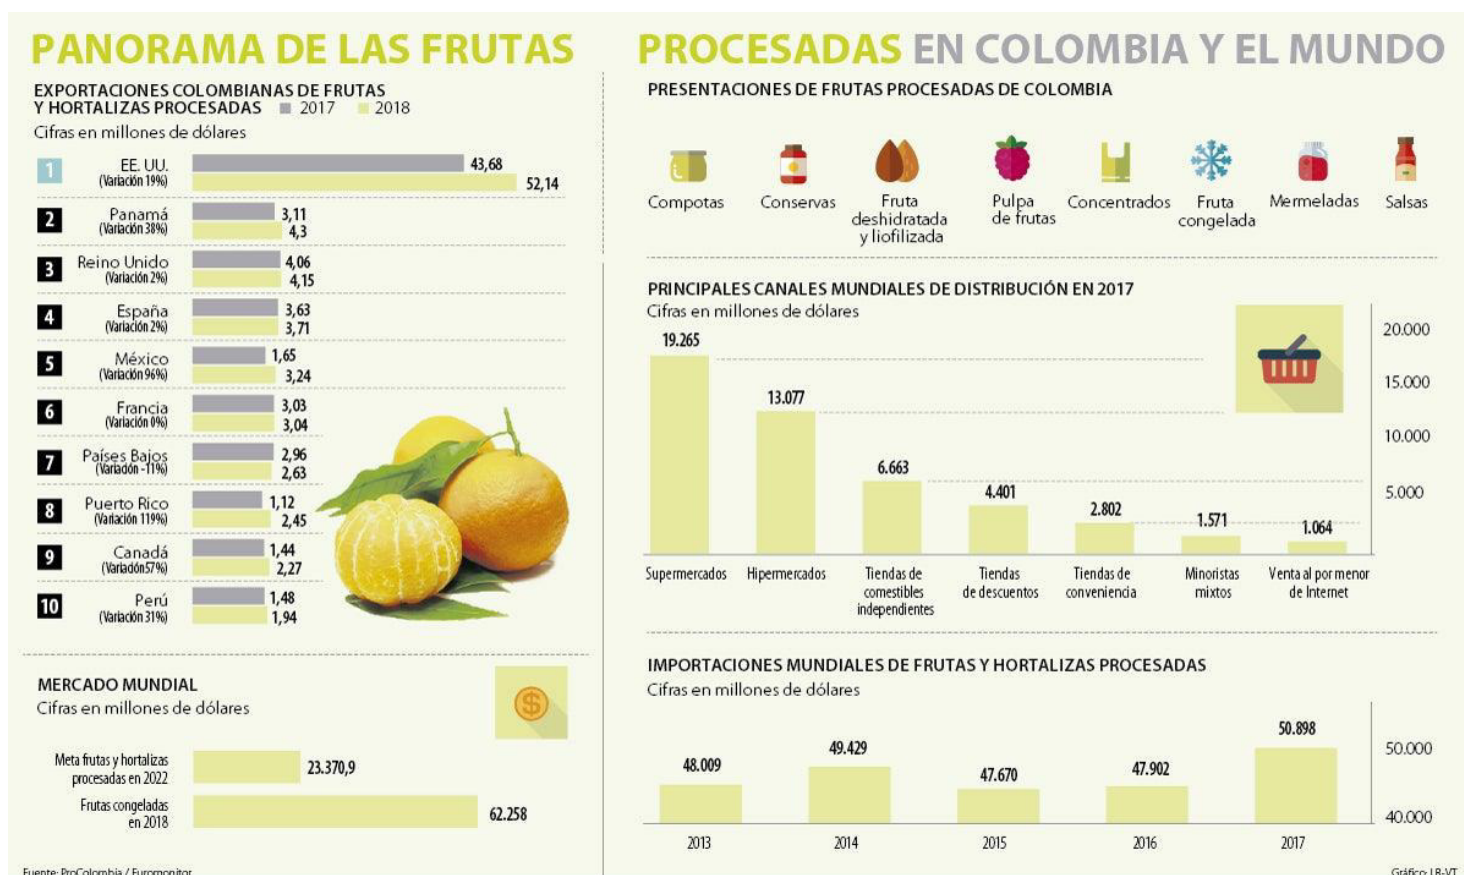 PANORAMA DE LAS FRUTAS PROCESADAS EN COLOMBIA Y EL MUNDO
EXPORTACIONES COLOMBIANAS DE FRUTAS
Y HORTALIZAS PROCESADAS 2017 2018
Cifras en millones de dólares
1 EE. UU. 43,68
(Variación 19%) 52,14
2 Panamá 3,11
(Variación 38%) 4,3
3 Reino Unido 4,06
(Variación 2%) 4,15
4 España 3,63
(Variación 2%) 3,71
5 México 1,65
(Variación 96%) 3,24
6 Francia 3,03
(Variación 0%) 3,04
7 Países Bajos 2,96
(Variación -11%) 2,63
8 Puerto Rico 1,12
(Variación 119%) 2,45
9 Canadá 1,44
(Variación57%) 2,27
10 Perú 1,48
(Variación 31%) 1,94
MERCADO MUNDIAL
Cifras en millones de dólares
Meta frutas y hortalizas
procesadas en 2022
23.370,9
Frutas congeladas
en 2018
62.258
Fuente: ProColombia / Euromonitor
PRESENTACIONES DE FRUTAS PROCESADAS DE COLOMBIA
Compotas
Conservas
Fruta
deshidratada
y liofilizada
Pulpa
de frutas
Concentrados
Fruta
congelada
Mermeladas
Salsas
PRINCIPALES CANALES MUNDIALES DE DISTRIBUCIÓN EN 2017
Cifras en millones de dólares
20.000
15.000
10.000
5.000
19.265
Supermercados
13.077
Hipermercados
6.663
Tiendas de
comestibles
independientes
4.401
Tiendas
de descuentos
2.802
Tiendas de
conveniencia
1.571
Minoristas
mixtos
1.064
Venta al por menor
de Internet
IMPORTACIONES MUNDIALES DE FRUTAS Y HORTALIZAS PROCESADAS
Cifras en millones de dólares
50.000
40.000
48.009
2013
49.429
2014
47.670
2015
47.902
2016
50.898
2017
Gráfico: LR-VT